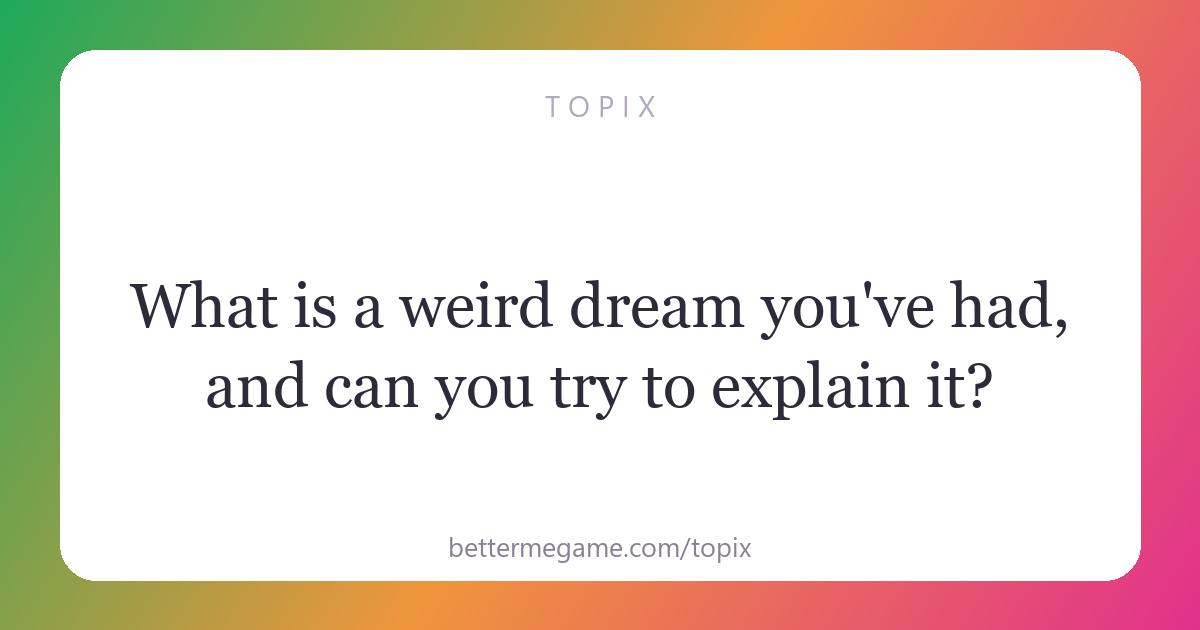 TOPIX
What is a weird dream you've had,
and can you try to explain it?
bettermegame.com/topix